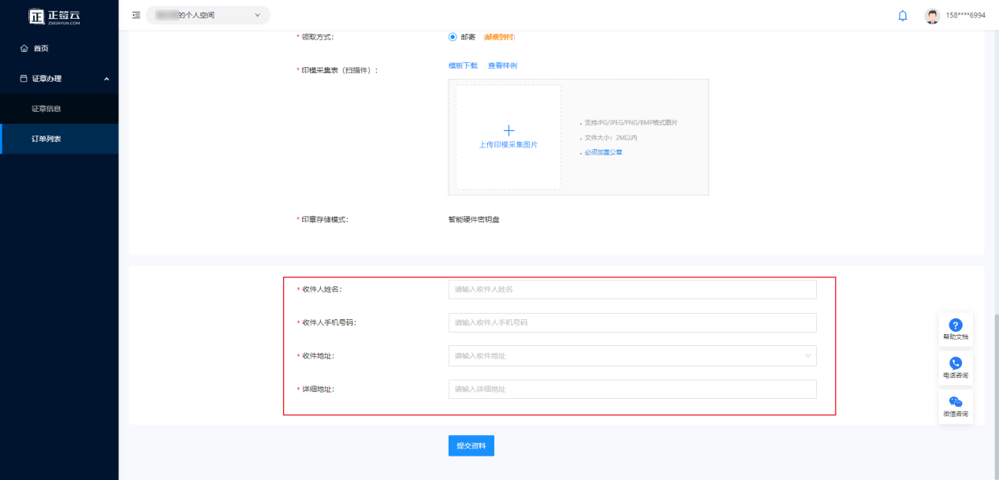 正签云
ZSIGNYUN.COM
的个人空间
158****6994
首页
证章办理
证章信息
订单列表
* 领取方式：
邮寄 (邮费到付)
* 印模采集表（扫描件）：
模板下载 查看样例
上传印模采集图片
支持JPG/JPEG/PNG/BMP格式图片
文件大小：2M以内
必须加盖公章
* 印章存储模式：
智能硬件密钥盘
* 收件人姓名：
请输入收件人姓名
* 收件人手机号码：
请输入收件人手机号码
* 收件地址：
请输入收件地址
* 详细地址：
请输入详细地址
提交资料
帮助文档
电话咨询
微信咨询